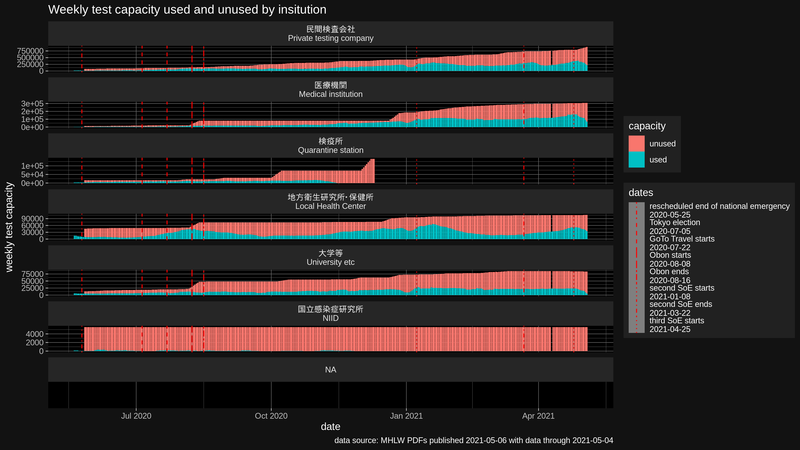 Weekly test capacity used and unused by insitution
民間検査会社
Private testing company
750000
500000
250000
0
医療機関
Medical institution
3e+05
2e+05
1e+05
0e+00
検疫所
Quarantine station
1e+05
5e+04
0e+00
地方衛生研究所・保健所
Local Health Center
90000
60000
30000
0
大学等
University etc
75000
50000
25000
0
国立感染症研究所
NIID
4000
2000
0
NA
Jul 2020
Oct 2020
Jan 2021
Apr 2021
date
weekly test capacity
capacity
unused
used
dates
rescheduled end of national emergency
2020-05-25
Tokyo election
2020-07-05
GoTo Travel starts
2020-07-22
Obon starts
2020-08-08
Obon ends
2020-08-16
second SoE starts
2021-01-08
second SoE ends
2021-03-22
third SoE starts
2021-04-25
data source: MHLW PDFs published 2021-05-06 with data through 2021-05-04